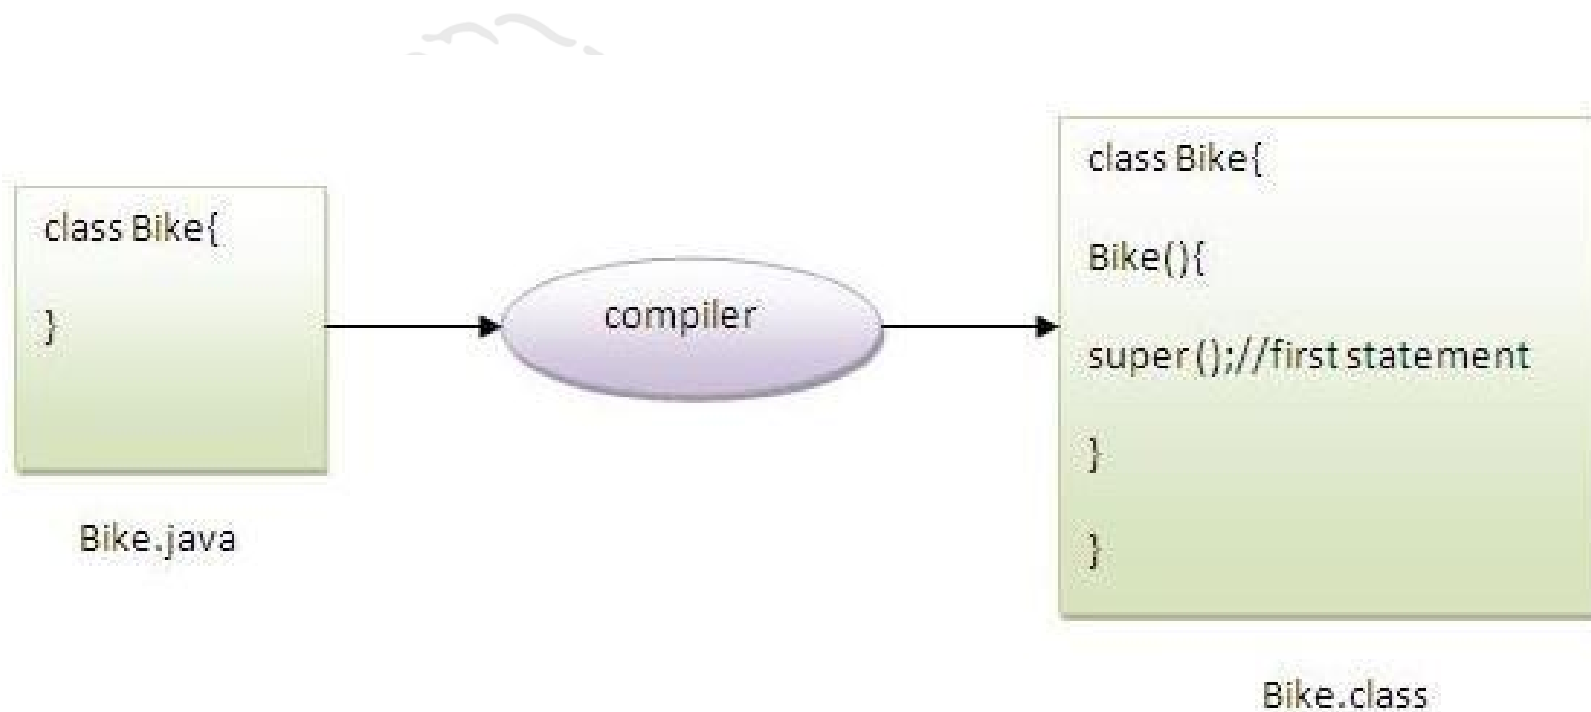 class Bike{
}
Bike.java
compiler
class Bike{
Bike(){
super();//first statement
}
}
Bike.class